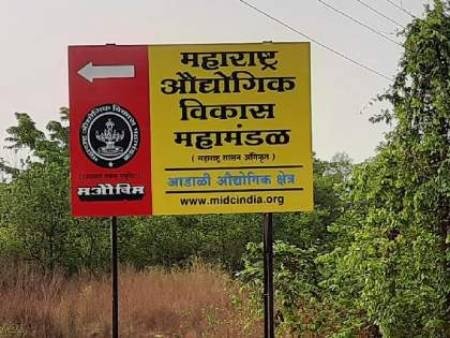 महाराष्ट्र
औद्योगिक
विकास
महामंडळ
( महाराष्ट्र शासन अंगिकृत )
आडाळी औद्योगिक क्षेत्र
www.midcindia.org
मऔविम